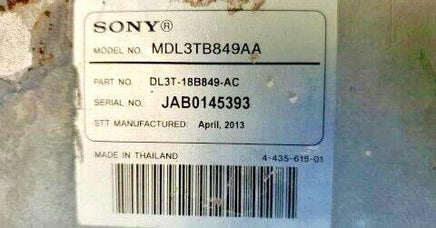 SONY®
MODEL NO. MDL3TB849AA
PART NO. DL3T-18B849-AC
SERIAL NO. JAB0145393
STT MANUFACTURED: April, 2013
MADE IN THAILAND 4-435-615-01